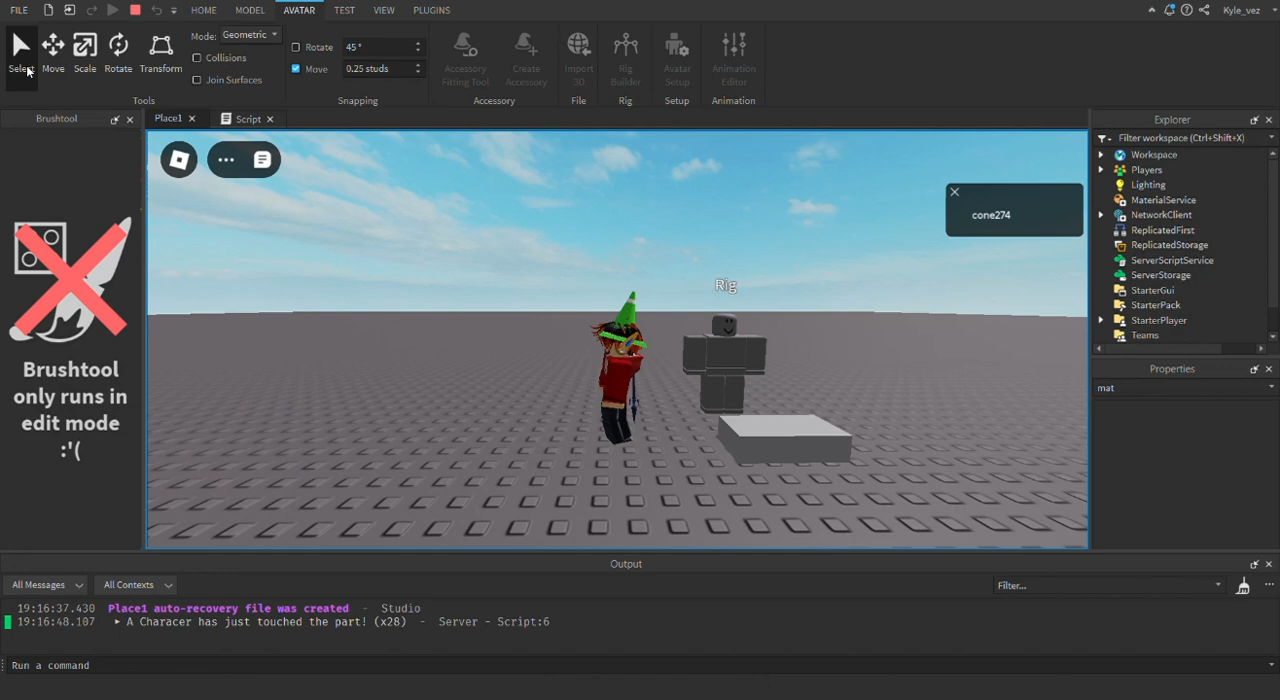 FILE
HOME
MODEL
AVATAR
TEST
VIEW
PLUGINS
Kyle_vez
Select
Move
Scale
Rotate
Transform
Mode: Geometric
Collisions
Join Surfaces
Rotate 45°
Move 0.25 studs
Accessory
Fitting Tool
Create
Accessory
Import
3D
Rig
Builder
Avatar
Setup
Animation
Editor
Tools
Snapping
Accessory
File
Rig
Setup
Animation
Brushtool
Place1
Script
Explorer
Filter workspace (Ctrl+Shift+X)
Workspace
Players
Lighting
MaterialService
NetworkClient
ReplicatedFirst
ReplicatedStorage
ServerScriptService
ServerStorage
StarterGui
StarterPack
StarterPlayer
Teams
Properties
mat
cone274
Rig
Brushtool
only runs in
edit mode
:'(
Output
All Messages
All Contexts
Filter...
19:16:37.430 Place1 auto-recovery file was created - Studio
19:16:48.107 ▸ A Characer has just touched the part! (x28) - Server - Script:6
Run a command